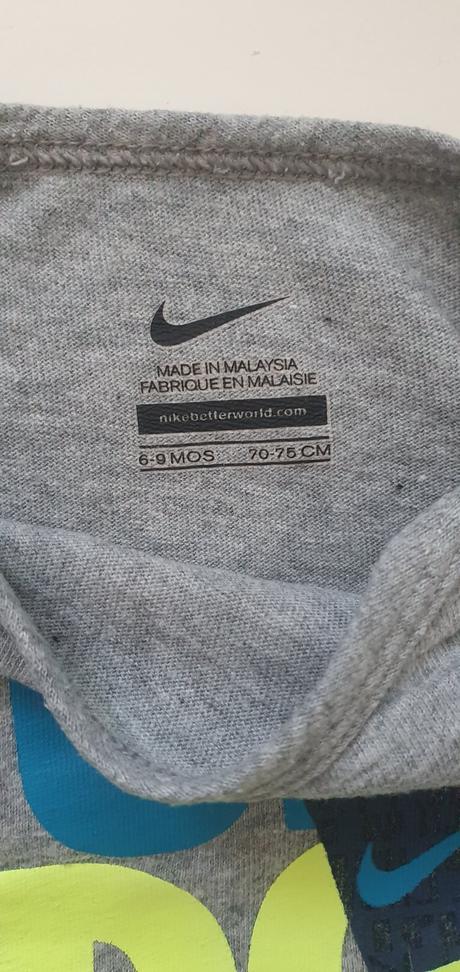 MADE IN MALAYSIA
FABRIQUE EN MALAISIE
nikebetterworld.com
6-9 MOS 70-75 CM